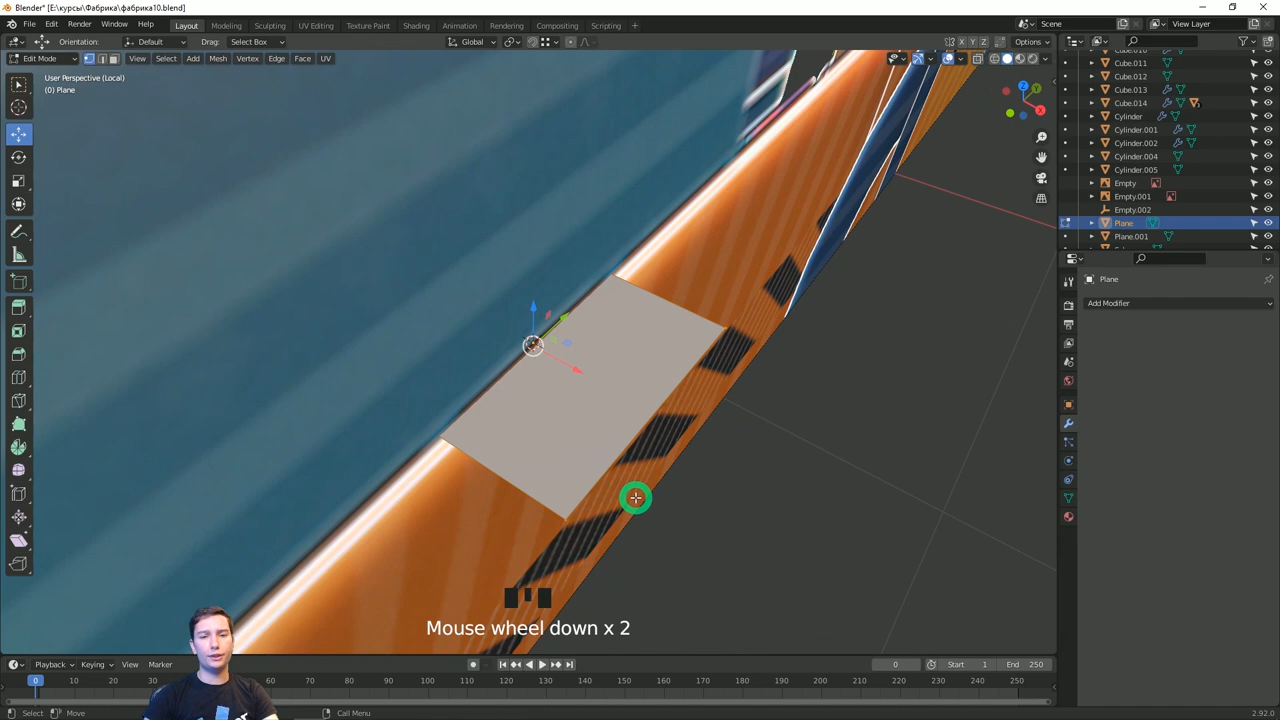 Blender* [E:\курсы\Фабрика\фабрика10.blend]
File Edit Render Window Help Layout Modeling Sculpting UV Editing Texture Paint Shading Animation Rendering Compositing Scripting + Scene View Layer
Orientation: Default Drag: Select Box Global X Y Z Options
Edit Mode View Select Add Mesh Vertex Edge Face UV
User Perspective (Local)
(0) Plane
Z
Y
X
Cube.011
Cube.012
Cube.013
Cube.014
Cylinder
Cylinder.001
Cylinder.002
Cylinder.004
Cylinder.005
Empty
Empty.001
Empty.002
Plane
Plane.001
Plane
Add Modifier
Mouse wheel down x 2
Playback Keying View Marker 0 Start 1 End 250
0 10 20 30 40 50 60 70 80 90 100 110 120 130 140 150 160 170 180 190 200 210 220 230 240 250
Select Move Call Menu 2.92.0